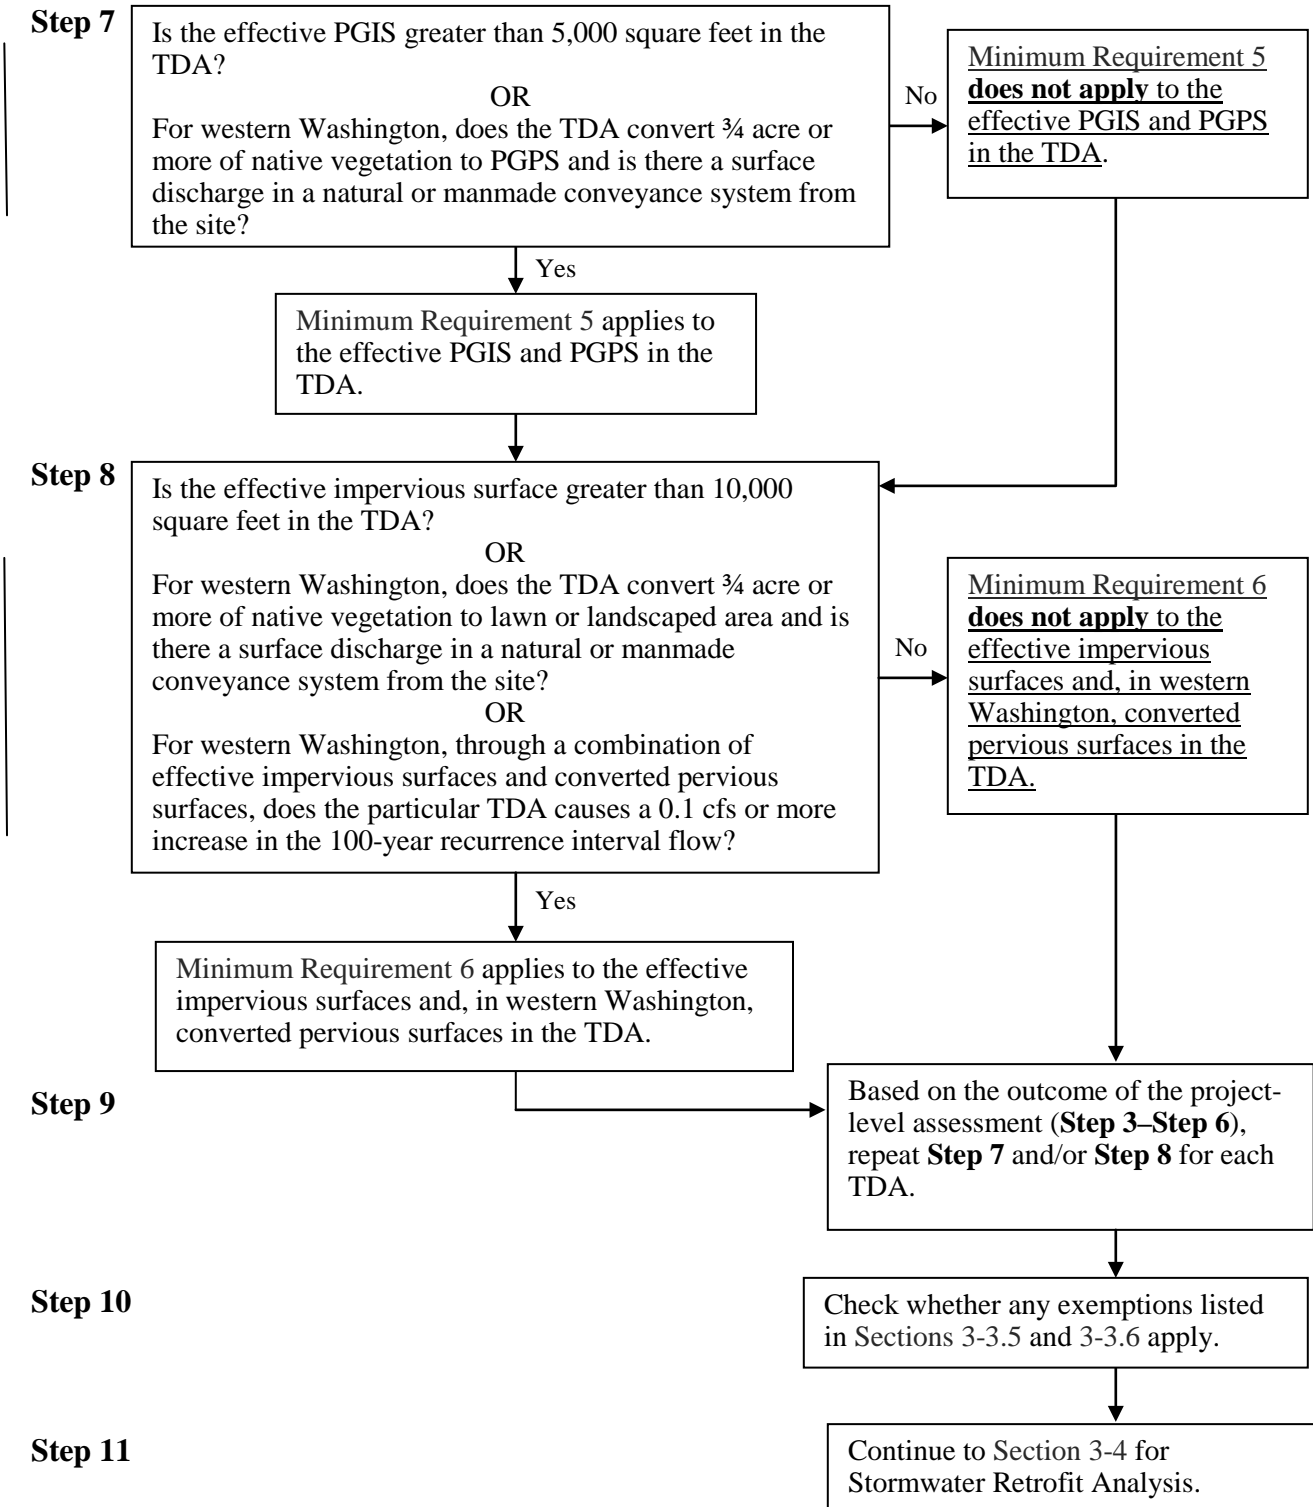 Step 7
Is the effective PGIS greater than 5,000 square feet in the
TDA?
OR
For western Washington, does the TDA convert ¾ acre or
more of native vegetation to PGPS and is there a surface
discharge in a natural or manmade conveyance system from
the site?
No
Minimum Requirement 5
does not apply to the
effective PGIS and PGPS
in the TDA.
Yes
Minimum Requirement 5 applies to
the effective PGIS and PGPS in the
TDA.
Step 8
Is the effective impervious surface greater than 10,000
square feet in the TDA?
OR
For western Washington, does the TDA convert ¾ acre or
more of native vegetation to lawn or landscaped area and is
there a surface discharge in a natural or manmade
conveyance system from the site?
OR
For western Washington, through a combination of
effective impervious surfaces and converted pervious
surfaces, does the particular TDA causes a 0.1 cfs or more
increase in the 100-year recurrence interval flow?
No
Minimum Requirement 6
does not apply to the
effective impervious
surfaces and, in western
Washington, converted
pervious surfaces in the
TDA.
Yes
Minimum Requirement 6 applies to the effective
impervious surfaces and, in western Washington,
converted pervious surfaces in the TDA.
Step 9
Based on the outcome of the project-
level assessment (Step 3–Step 6),
repeat Step 7 and/or Step 8 for each
TDA.
Step 10
Check whether any exemptions listed
in Sections 3-3.5 and 3-3.6 apply.
Step 11
Continue to Section 3-4 for
Stormwater Retrofit Analysis.